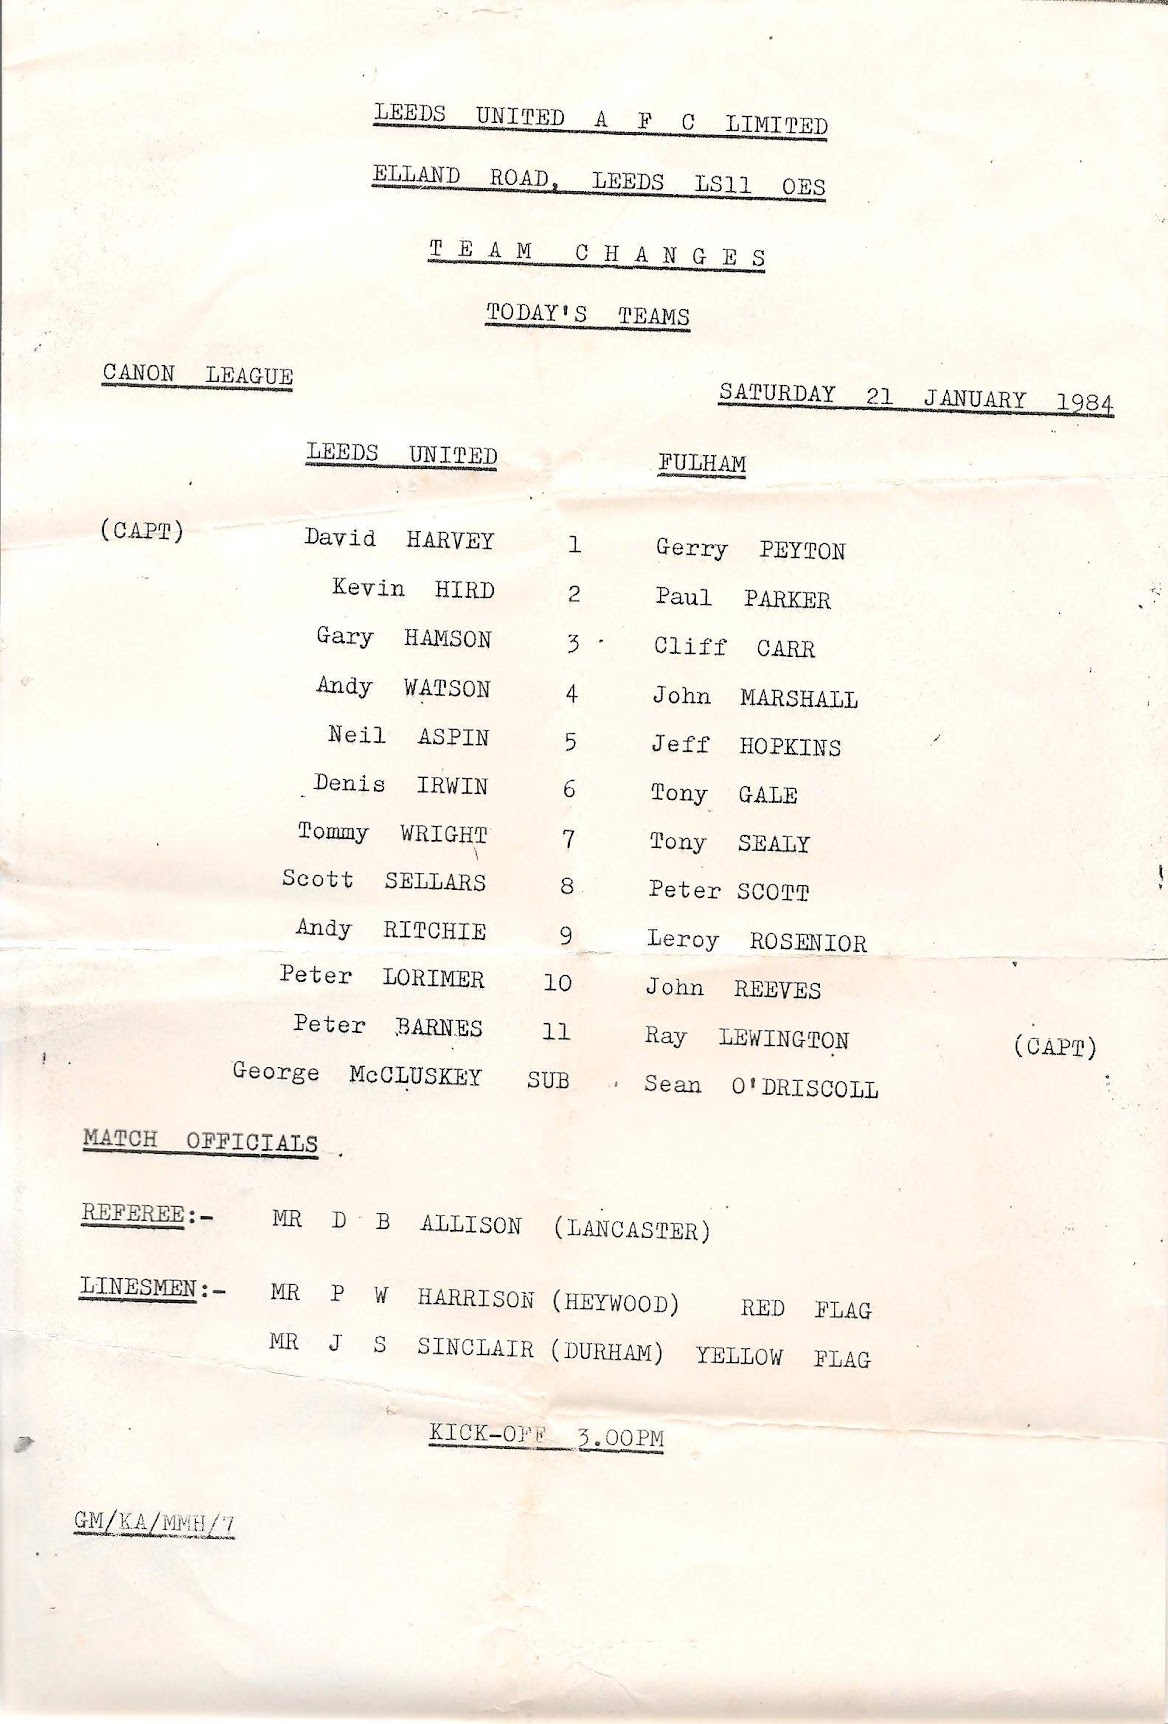 LEEDS UNITED A F C LIMITED
ELLAND ROAD, LEEDS LS11 OES
T E A M C H A N G E S
TODAY'S TEAMS
CANON LEAGUE SATURDAY 21 JANUARY 1984
LEEDS UNITED FULHAM
(CAPT) David HARVEY 1 Gerry PEYTON
Kevin HIRD 2 Paul PARKER
Gary HAMSON 3 Cliff CARR
Andy WATSON 4 John MARSHALL
Neil ASPIN 5 Jeff HOPKINS
Denis IRWIN 6 Tony GALE
Tommy WRIGHT 7 Tony SEALY
Scott SELLARS 8 Peter SCOTT
Andy RITCHIE 9 Leroy ROSENIOR
Peter LORIMER 10 John REEVES
Peter BARNES 11 Ray LEWINGTON (CAPT)
George McCLUSKEY SUB Sean O'DRISCOLL
MATCH OFFICIALS
REFEREE:- MR D B ALLISON (LANCASTER)
LINESMEN:- MR P W HARRISON (HEYWOOD) RED FLAG
MR J S SINCLAIR (DURHAM) YELLOW FLAG
KICK-OFF 3.00PM
GM/KA/MMH/7